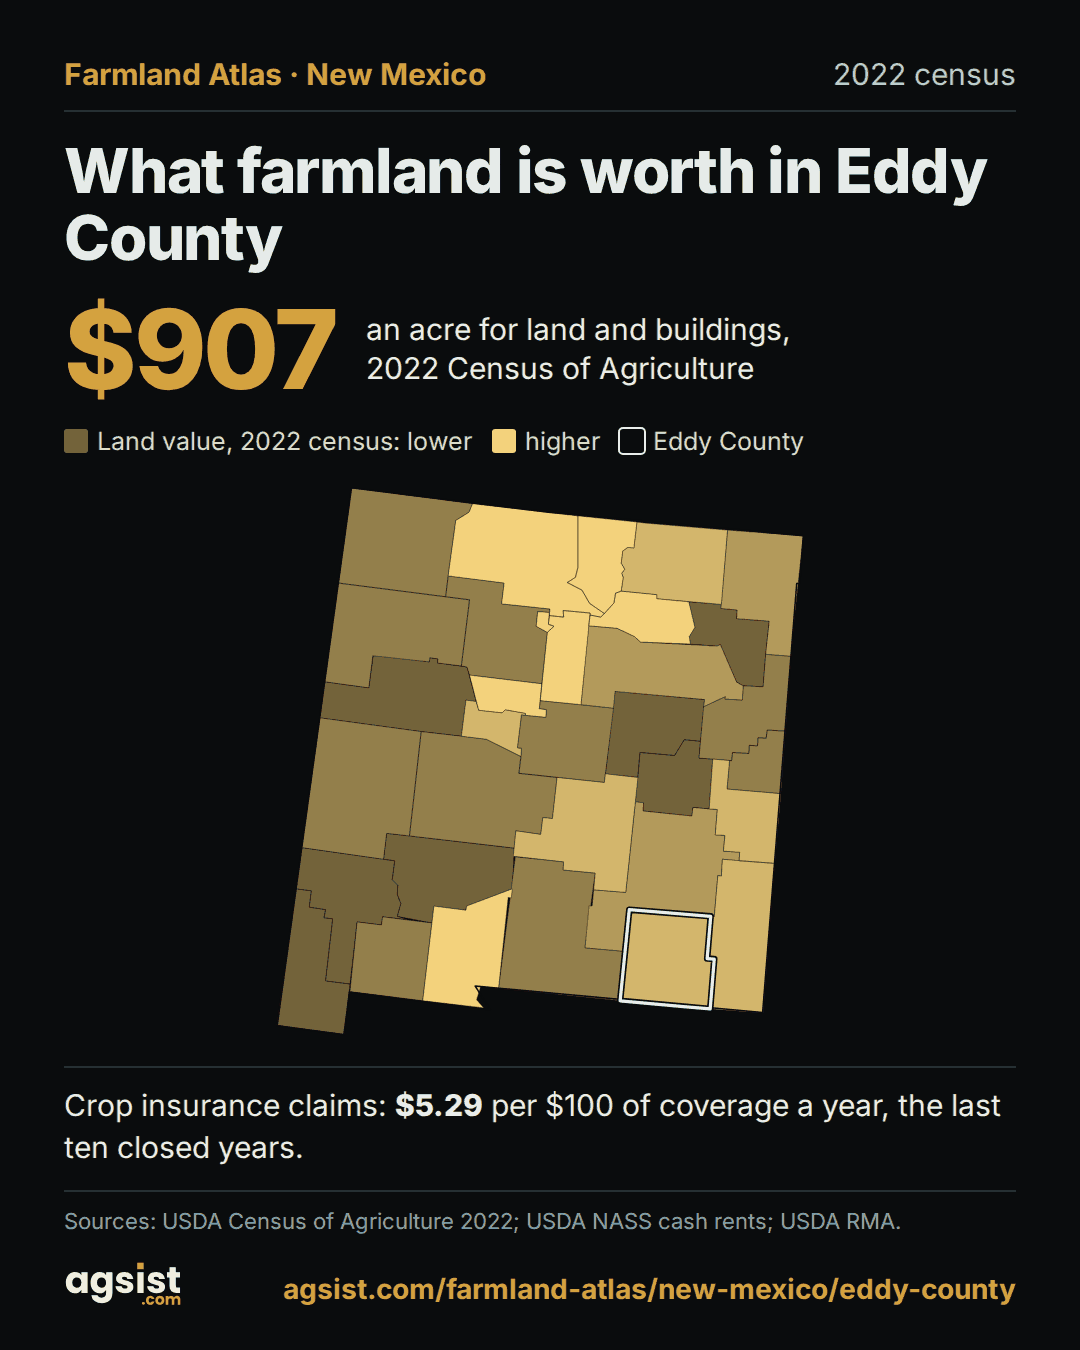 Farmland Atlas · New Mexico
2022 census
What farmland is worth in Eddy
County
$907
an acre for land and buildings,
2022 Census of Agriculture
Land value, 2022 census: lower
higher
Eddy County
Crop insurance claims: $5.29 per $100 of coverage a year, the last
ten closed years.
Sources: USDA Census of Agriculture 2022; USDA NASS cash rents; USDA RMA.
agsist
.com
agsist.com/farmland-atlas/new-mexico/eddy-county